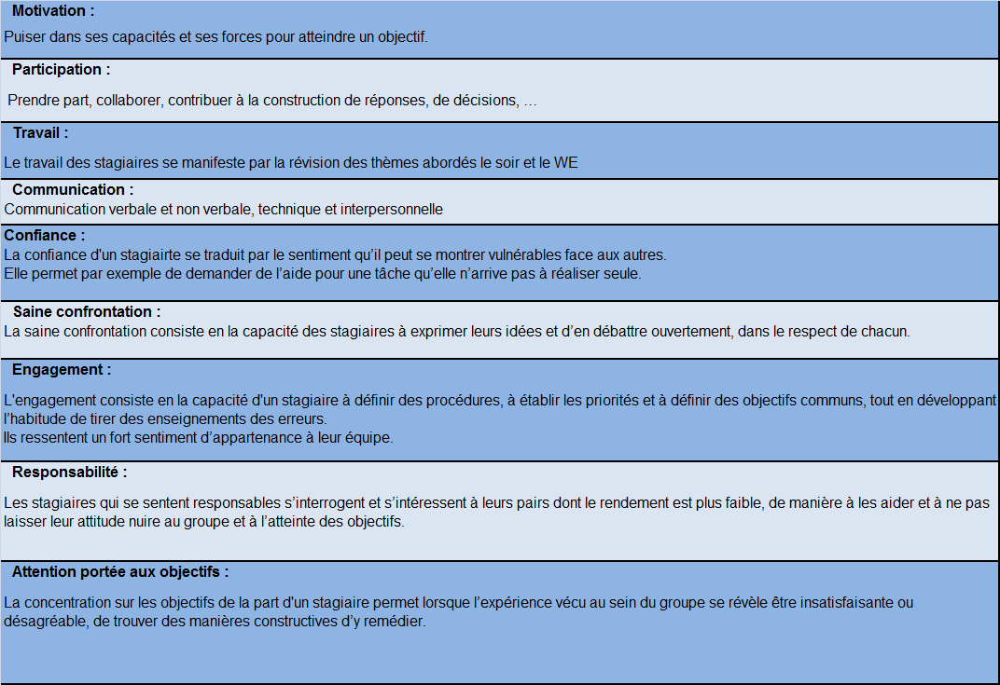 Motivation :
Puiser dans ses capacités et ses forces pour atteindre un objectif.
Participation :
Prendre part, collaborer, contribuer à la construction de réponses, de décisions, …
Travail :
Le travail des stagiaires se manifeste par la révision des thèmes abordés le soir et le WE
Communication :
Communication verbale et non verbale, technique et interpersonnelle
Confiance :
La confiance d'un stagiairte se traduit par le sentiment qu’il peut se montrer vulnérables face aux autres.
Elle permet par exemple de demander de l’aide pour une tâche qu’elle n’arrive pas à réaliser seule.
Saine confrontation :
La saine confrontation consiste en la capacité des stagiaires à exprimer leurs idées et d’en débattre ouvertement, dans le respect de chacun.
Engagement :
L'engagement consiste en la capacité d'un stagiaire à définir des procédures, à établir les priorités et à définir des objectifs communs, tout en développant
l’habitude de tirer des enseignements des erreurs.
Ils ressentent un fort sentiment d’appartenance à leur équipe.
Responsabilité :
Les stagiaires qui se sentent responsables s’interrogent et s’intéressent à leurs pairs dont le rendement est plus faible, de manière à les aider et à ne pas
laisser leur attitude nuire au groupe et à l’atteinte des objectifs.
Attention portée aux objectifs :
La concentration sur les objectifs de la part d'un stagiaire permet lorsque l’expérience vécu au sein du groupe se révèle être insatisfaisante ou
désagréable, de trouver des manières constructives d’y remédier.